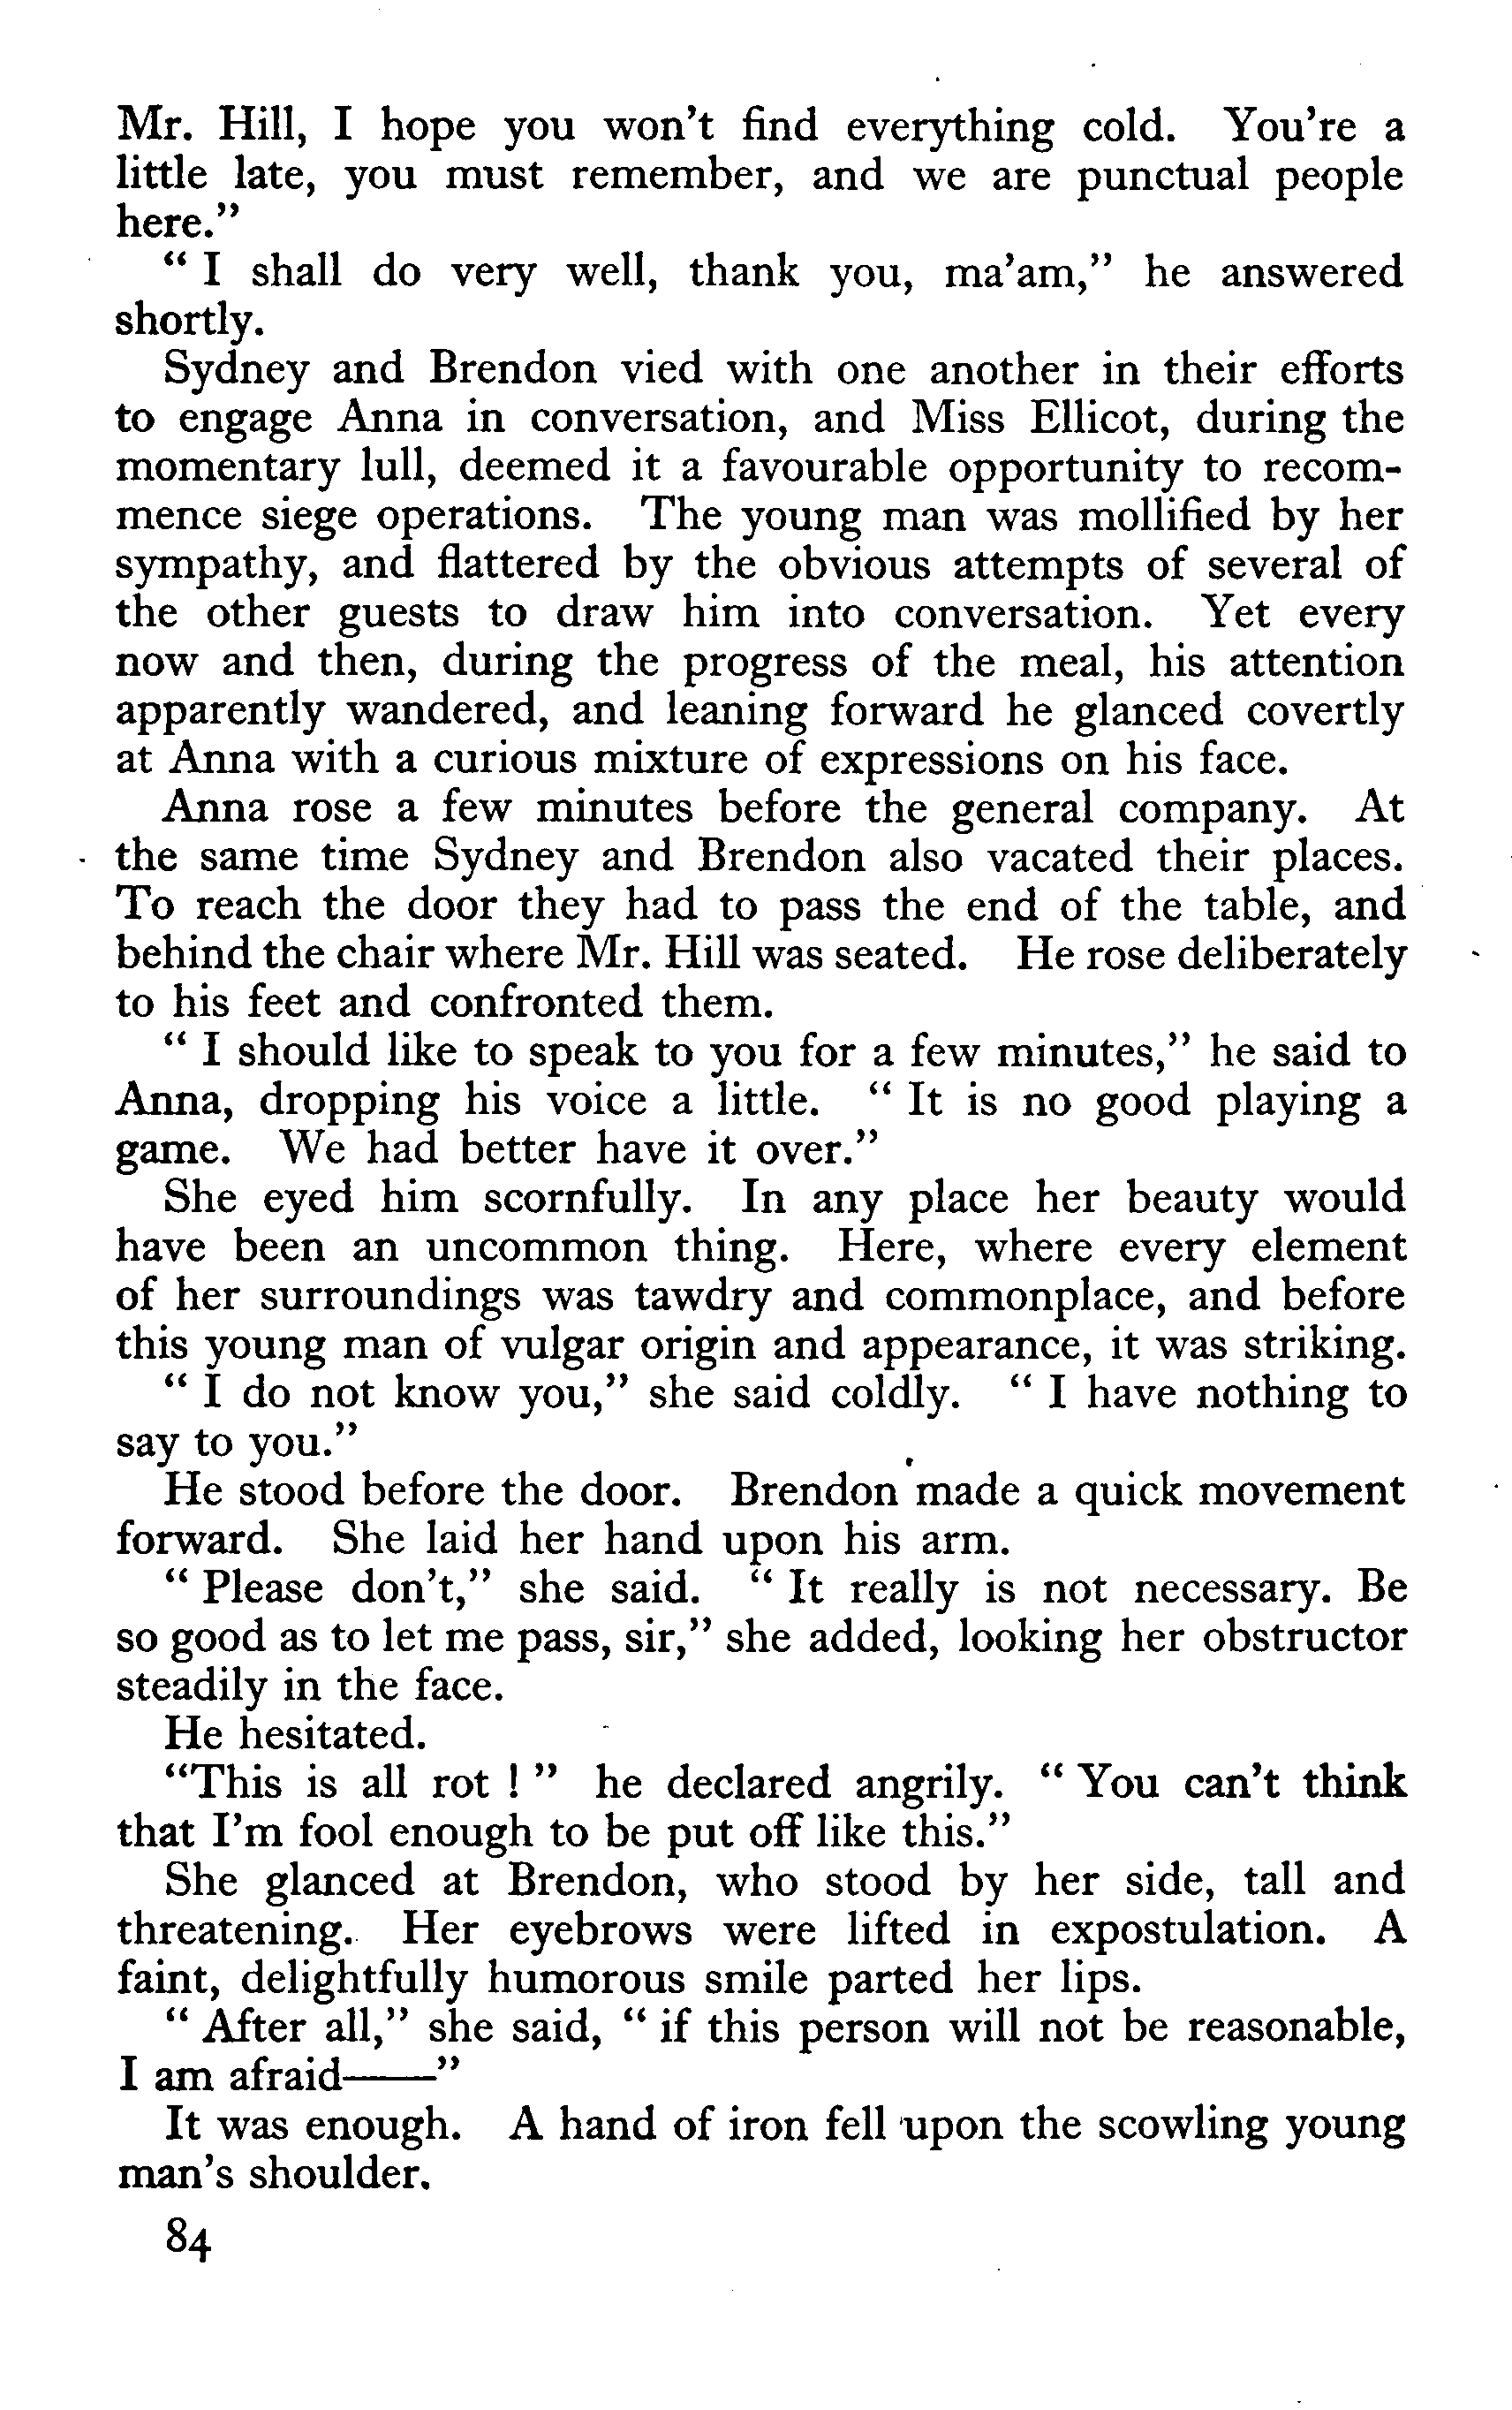 Mr. Hill, I hope you won't find everything cold. You're a
little late, you must remember, and we are punctual people
here."
" I shall do very well, thank you, ma'am," he answered
shortly.
Sydney and Brendon vied with one another in their efforts
to engage Anna in conversation, and Miss Ellicot, during the
momentary lull, deemed it a favourable opportunity to recom-
mence siege operations. The young man was mollified by her
sympathy, and flattered by the obvious attempts of several of
the other guests to draw him into conversation. Yet every
now and then, during the progress of the meal, his attention
apparently wandered, and leaning forward he glanced covertly
at Anna with a curious mixture of expressions on his face.
Anna rose a few minutes before the general company. At
the same time Sydney and Brendon also vacated their places.
To reach the door they had to pass the end of the table, and
behind the chair where Mr. Hill was seated. He rose deliberately
to his feet and confronted them.
" I should like to speak to you for a few minutes," he said to
Anna, dropping his voice a little. " It is no good playing a
game. We had better have it over."
She eyed him scornfully. In any place her beauty would
have been an uncommon thing. Here, where every element
of her surroundings was tawdry and commonplace, and before
this young man of vulgar origin and appearance, it was striking.
" I do not know you," she said coldly. " I have nothing to
say to you."
He stood before the door. Brendon made a quick movement
forward. She laid her hand upon his arm.
" Please don't," she said. " It really is not necessary. Be
so good as to let me pass, sir," she added, looking her obstructor
steadily in the face.
He hesitated.
"This is all rot ! " he declared angrily. " You can't think
that I'm fool enough to be put off like this."
She glanced at Brendon, who stood by her side, tall and
threatening. Her eyebrows were lifted in expostulation. A
faint, delightfully humorous smile parted her lips.
" After all," she said, " if this person will not be reasonable,
I am afraid——"
It was enough. A hand of iron fell upon the scowling young
man's shoulder.
84